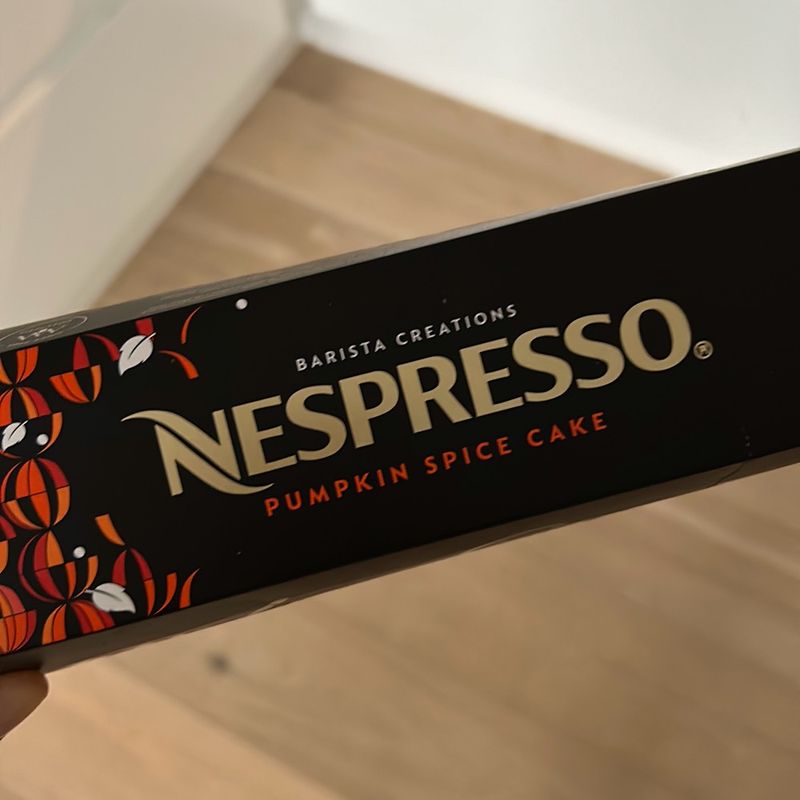 BARISTA CREATIONS
NESPRESSO®
PUMPKIN SPICE CAKE